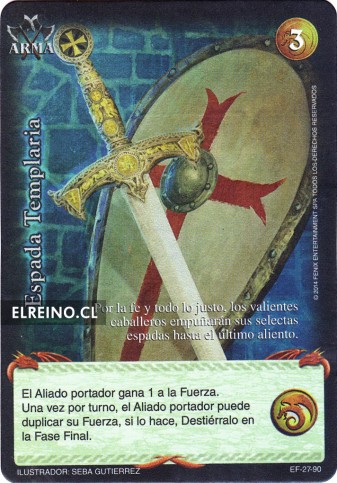 ARMA
3
Espada Templaria
© 2014 FENIX ENTERTAINMENT SPA TODOS LOS DERECHOS RESERVADOS
ELREINO.CL
Por la fe y todo lo justo, los valientes
caballeros empuñarán sus selectas
espadas hasta el último aliento.
El Aliado portador gana 1 a la Fuerza.
Una vez por turno, el Aliado portador puede
duplicar su Fuerza, si lo hace, Destiérralo en
la Fase Final.
ILUSTRADOR: SEBA GUTIERREZ
EF-27-90